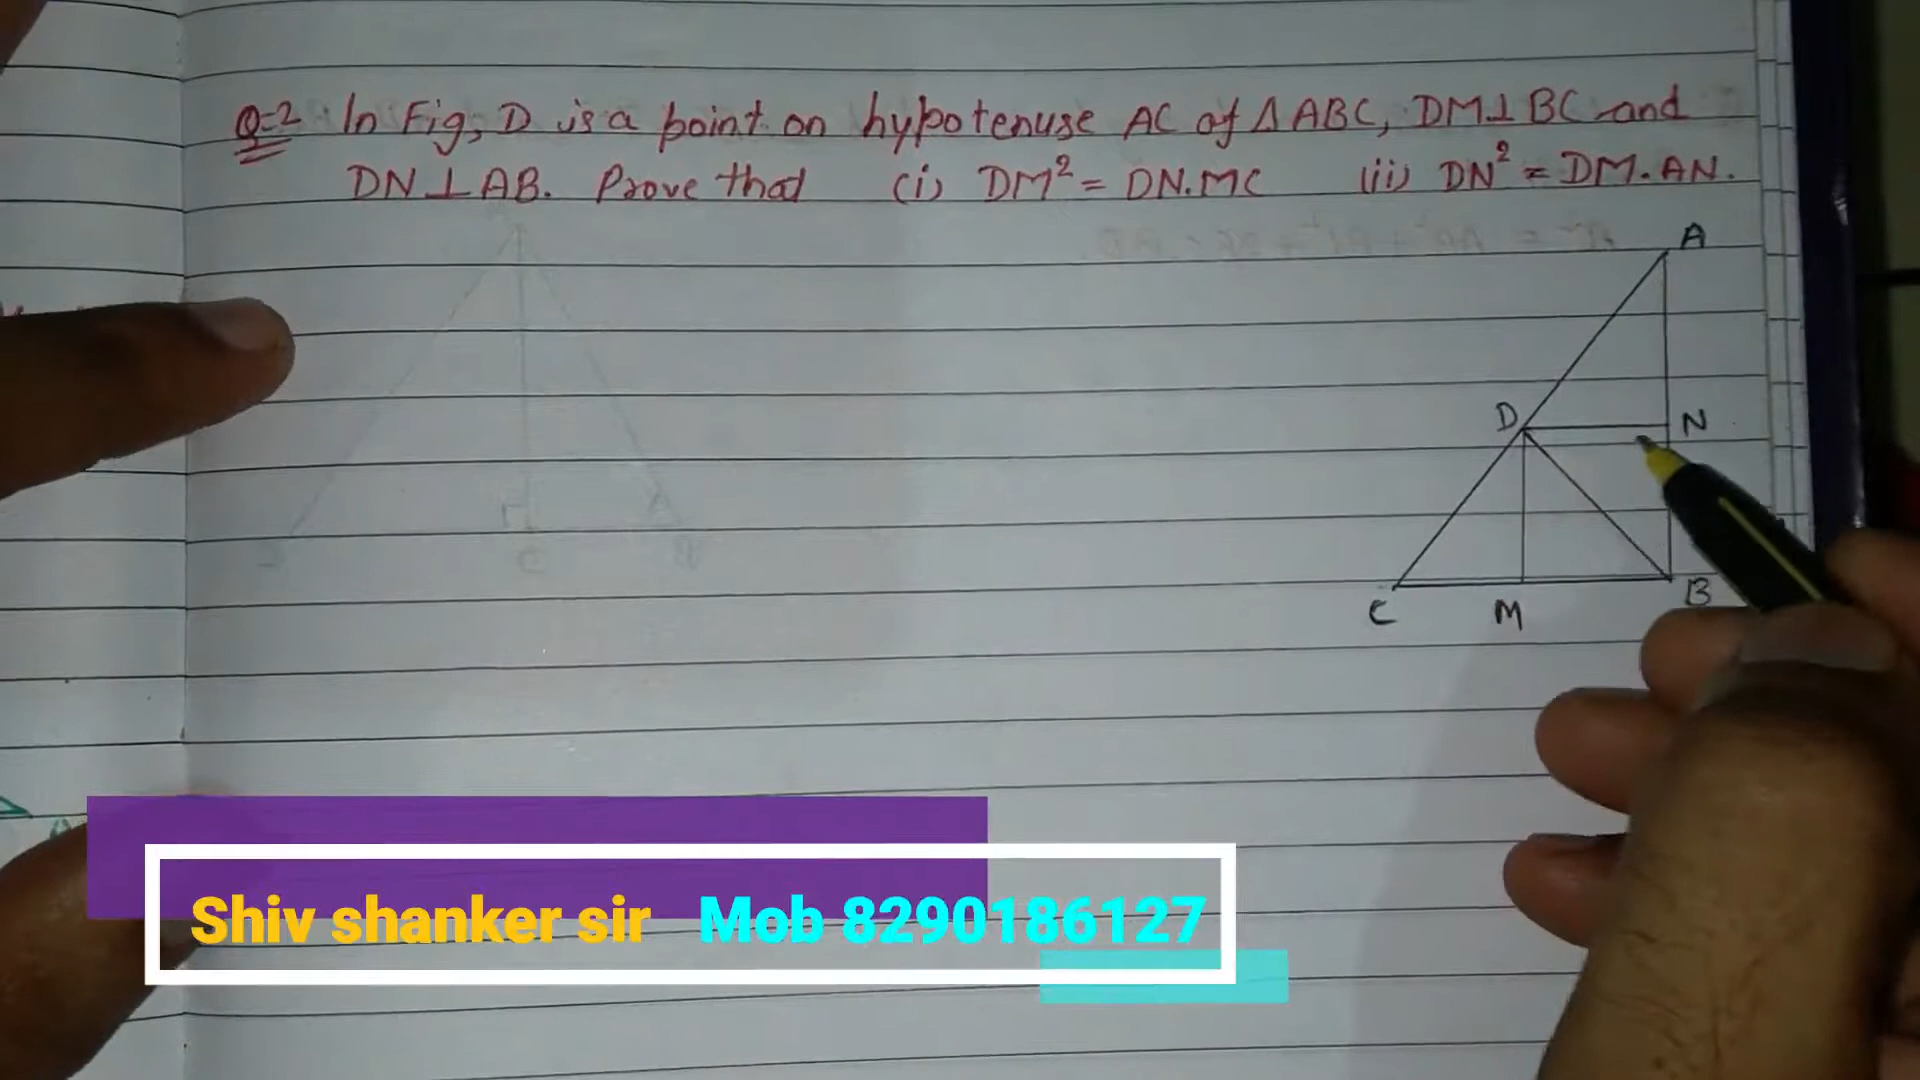 Q=2 In Fig, D is a point on hypotenuse AC of Δ ABC, DM⊥BC and
DN⊥AB. Prove that (i) DM² = DN.MC (ii) DN² = DM.AN.
A
D
N
C
M
B
Shiv shanker sir Mob 8290186127